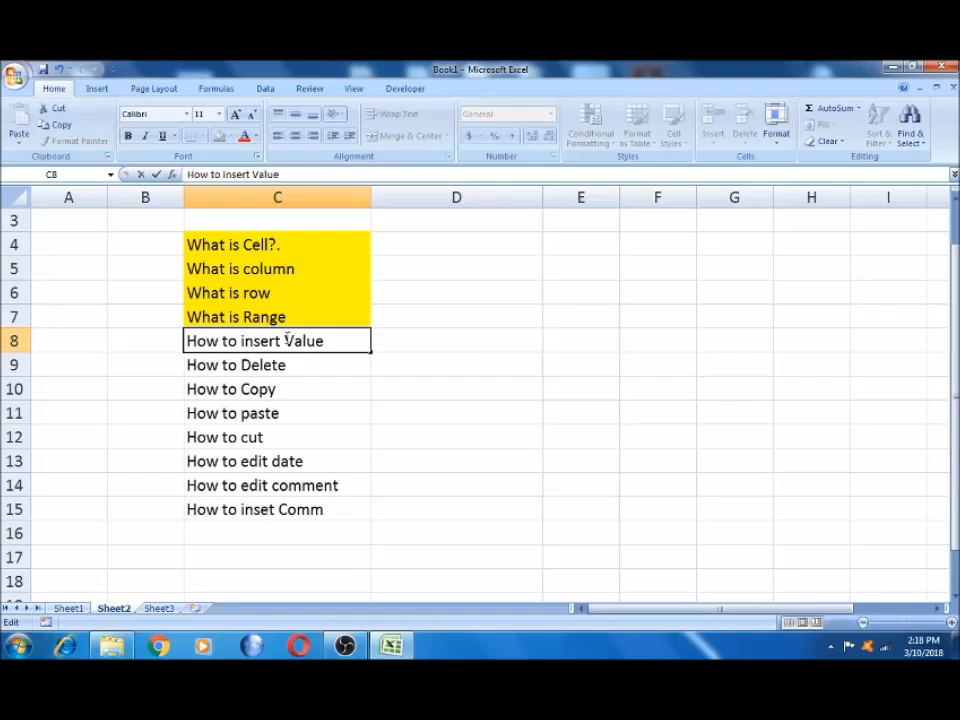 Book1 - Microsoft Excel
Home Insert Page Layout Formulas Data Review View Developer
Paste Cut Copy Format Painter
Calibri 11 A A
B I U A
Wrap Text
Merge & Center
General
$ % ,
Conditional Formatting Format as Table Cell Styles
Insert Delete Format
Σ AutoSum Fill Clear
Sort & Filter Find & Select
Clipboard Font Alignment Number Styles Cells Editing
C8 fx How to insert Value
A B C D E F G H I
3
4 What is Cell?.
5 What is column
6 What is row
7 What is Range
8 How to insert Value
9 How to Delete
10 How to Copy
11 How to paste
12 How to cut
13 How to edit date
14 How to edit comment
15 How to inset Comm
16
17
18
Sheet1 Sheet2 Sheet3
Edit
2:18 PM
3/10/2018